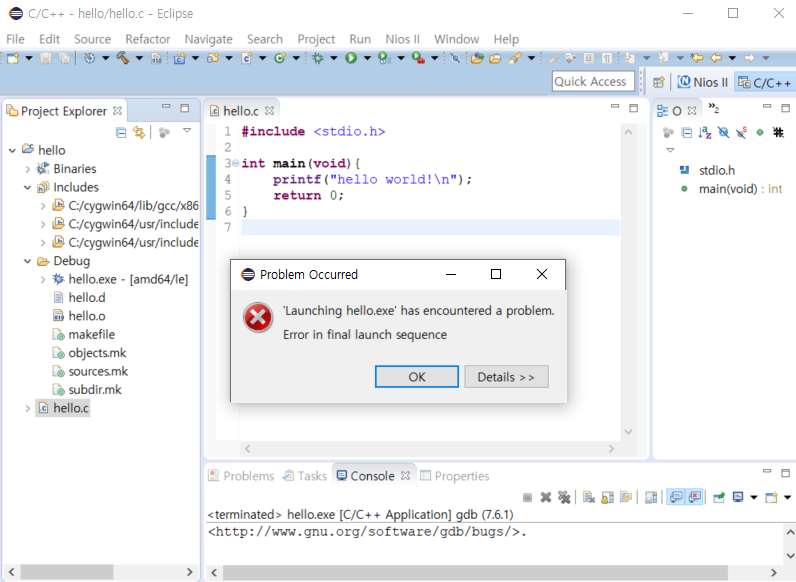 C/C++ - hello/hello.c - Eclipse
File Edit Source Refactor Navigate Search Project Run Nios II Window Help
Quick Access
Nios II
C/C++
Project Explorer
hello
Binaries
Includes
C:/cygwin64/lib/gcc/x86
C:/cygwin64/usr/include
C:/cygwin64/usr/include
Debug
hello.exe - [amd64/le]
hello.d
hello.o
makefile
objects.mk
sources.mk
subdir.mk
hello.c
hello.c
1 #include <stdio.h>
2
3 int main(void){
4 printf("hello world!\n");
5 return 0;
6 }
7
O
»2
stdio.h
main(void) : int
Problem Occurred
'Launching hello.exe' has encountered a problem.
Error in final launch sequence
OK
Details >>
Problems Tasks Console Properties
<terminated> hello.exe [C/C++ Application] gdb (7.6.1)
<http://www.gnu.org/software/gdb/bugs/>.